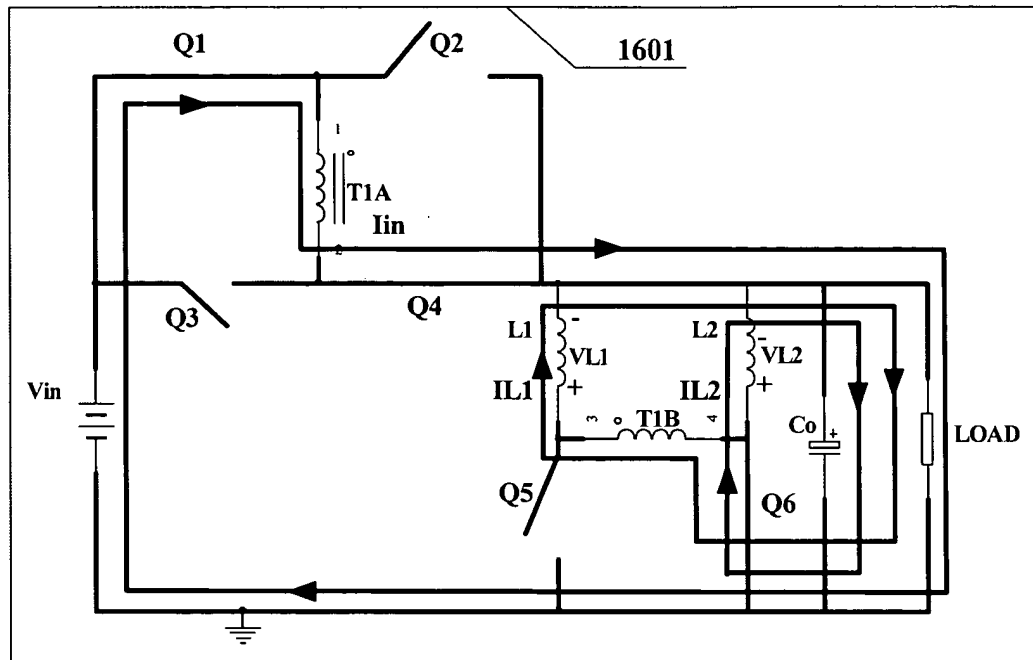 Q1
Q2
1601
1
T1A
Iin
2
Q3
Q4
L1
-
VL1
+
IL1
L2
-
VL2
+
IL2
Vin
3
T1B
4
Co
+
LOAD
Q5
Q6